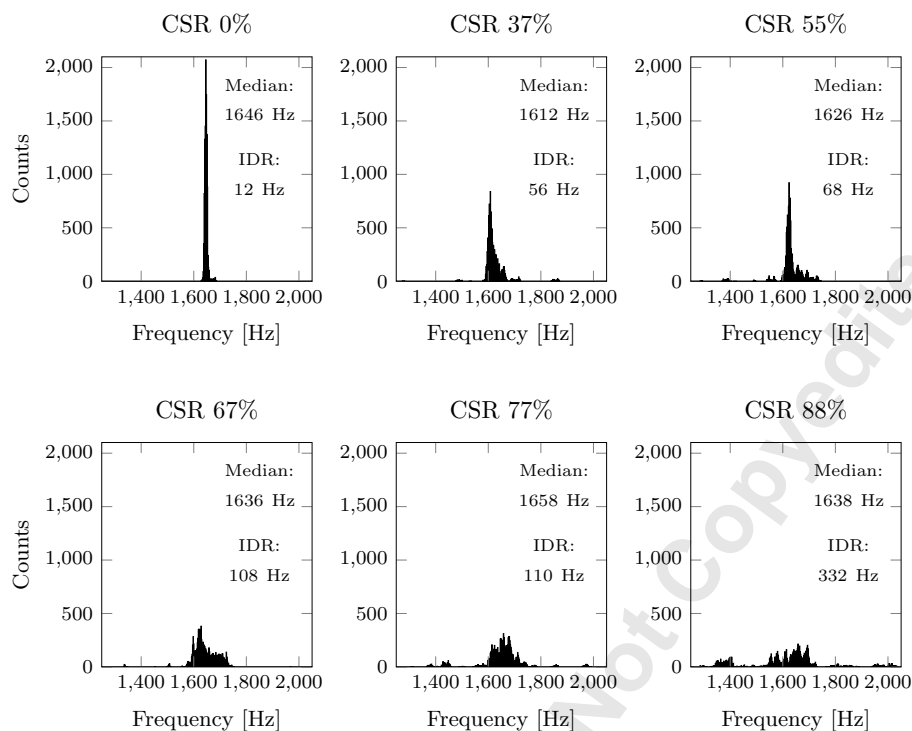 CSR 0%
CSR 37%
CSR 55%
2,000
1,500
1,000
500
0
Counts
Median:
1646 Hz
IDR:
12 Hz
1,400 1,600 1,800 2,000
Frequency [Hz]
2,000
1,500
1,000
500
0
Median:
1612 Hz
IDR:
56 Hz
1,400 1,600 1,800 2,000
Frequency [Hz]
2,000
1,500
1,000
500
0
Median:
1626 Hz
IDR:
68 Hz
1,400 1,600 1,800 2,000
Frequency [Hz]
CSR 67%
CSR 77%
CSR 88%
2,000
1,500
1,000
500
0
Counts
Median:
1636 Hz
IDR:
108 Hz
1,400 1,600 1,800 2,000
Frequency [Hz]
2,000
1,500
1,000
500
0
Median:
1658 Hz
IDR:
110 Hz
1,400 1,600 1,800 2,000
Frequency [Hz]
2,000
1,500
1,000
500
0
Median:
1638 Hz
IDR:
332 Hz
1,400 1,600 1,800 2,000
Frequency [Hz]
Not Copyedite